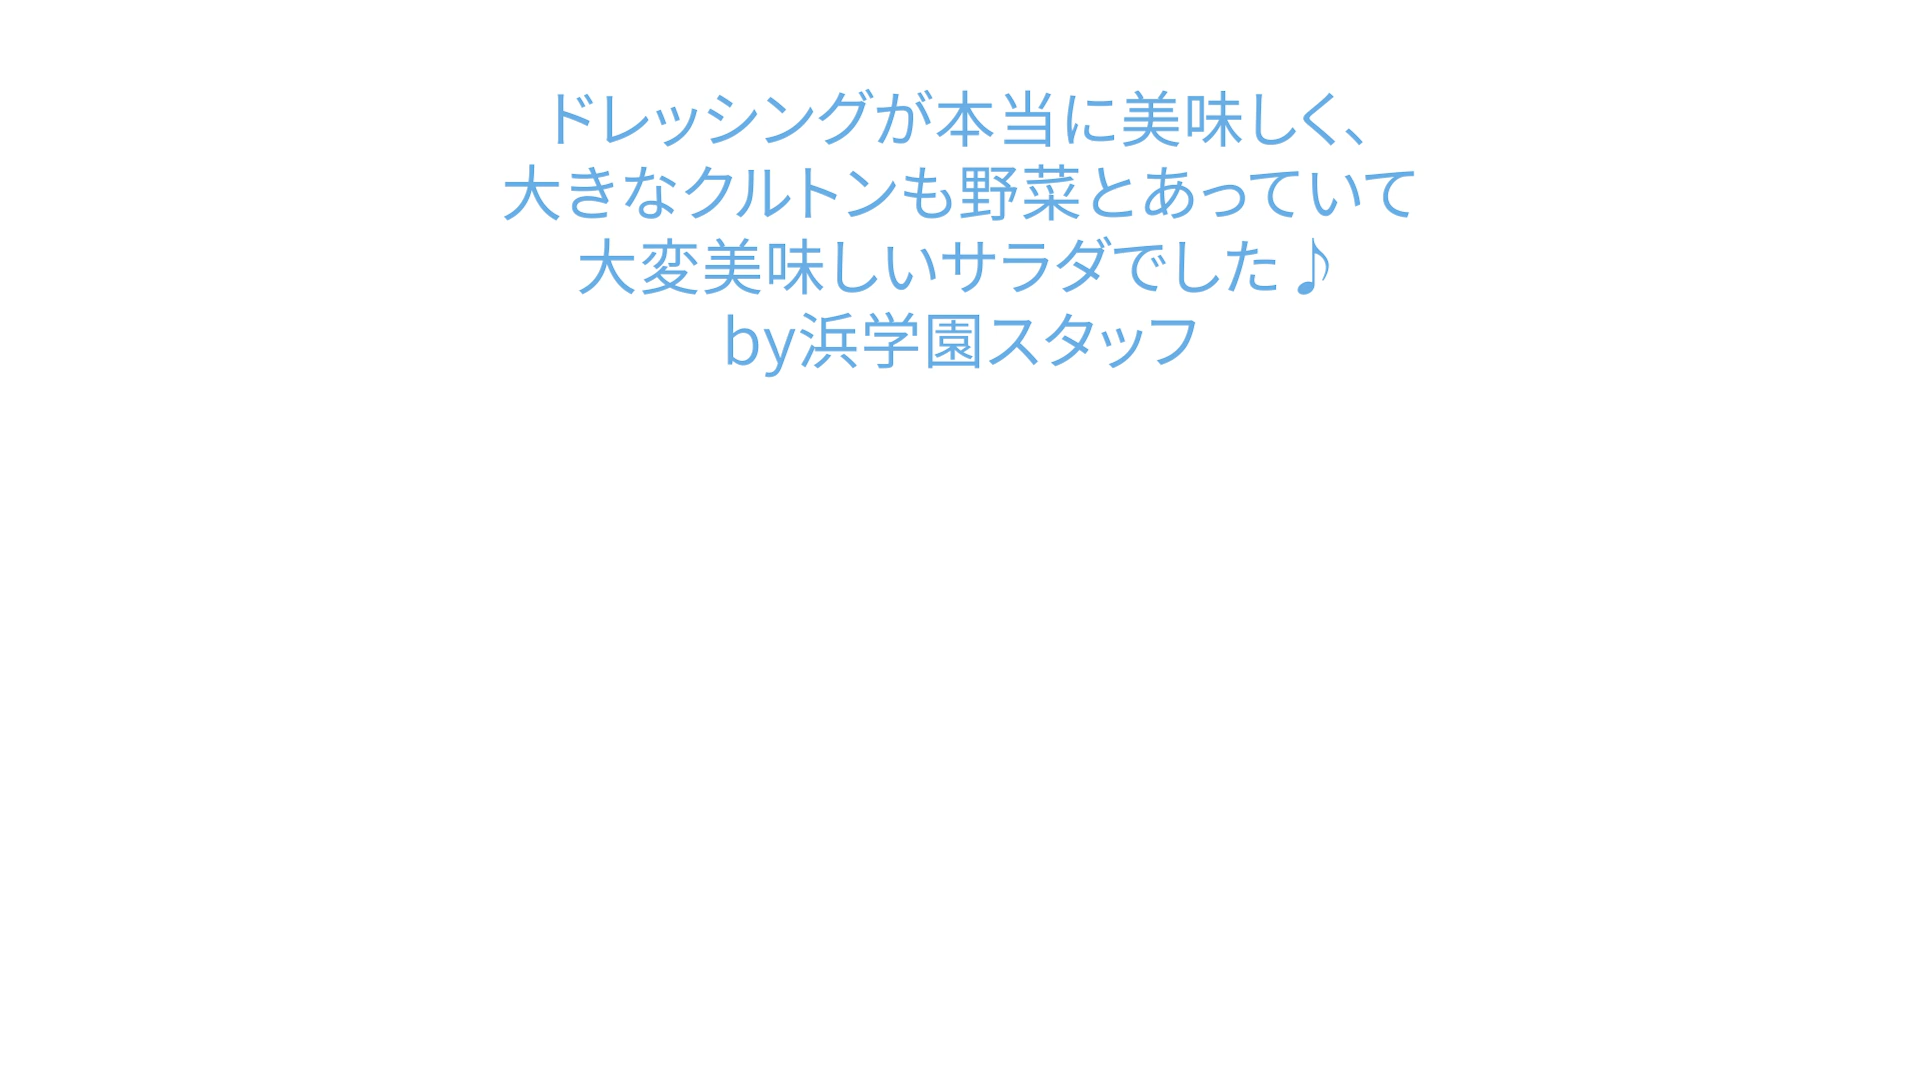 ドレッシングが本当に美味しく、
大きなクルトンも野菜とあっていて
大変美味しいサラダでした♪
by浜学園スタッフ